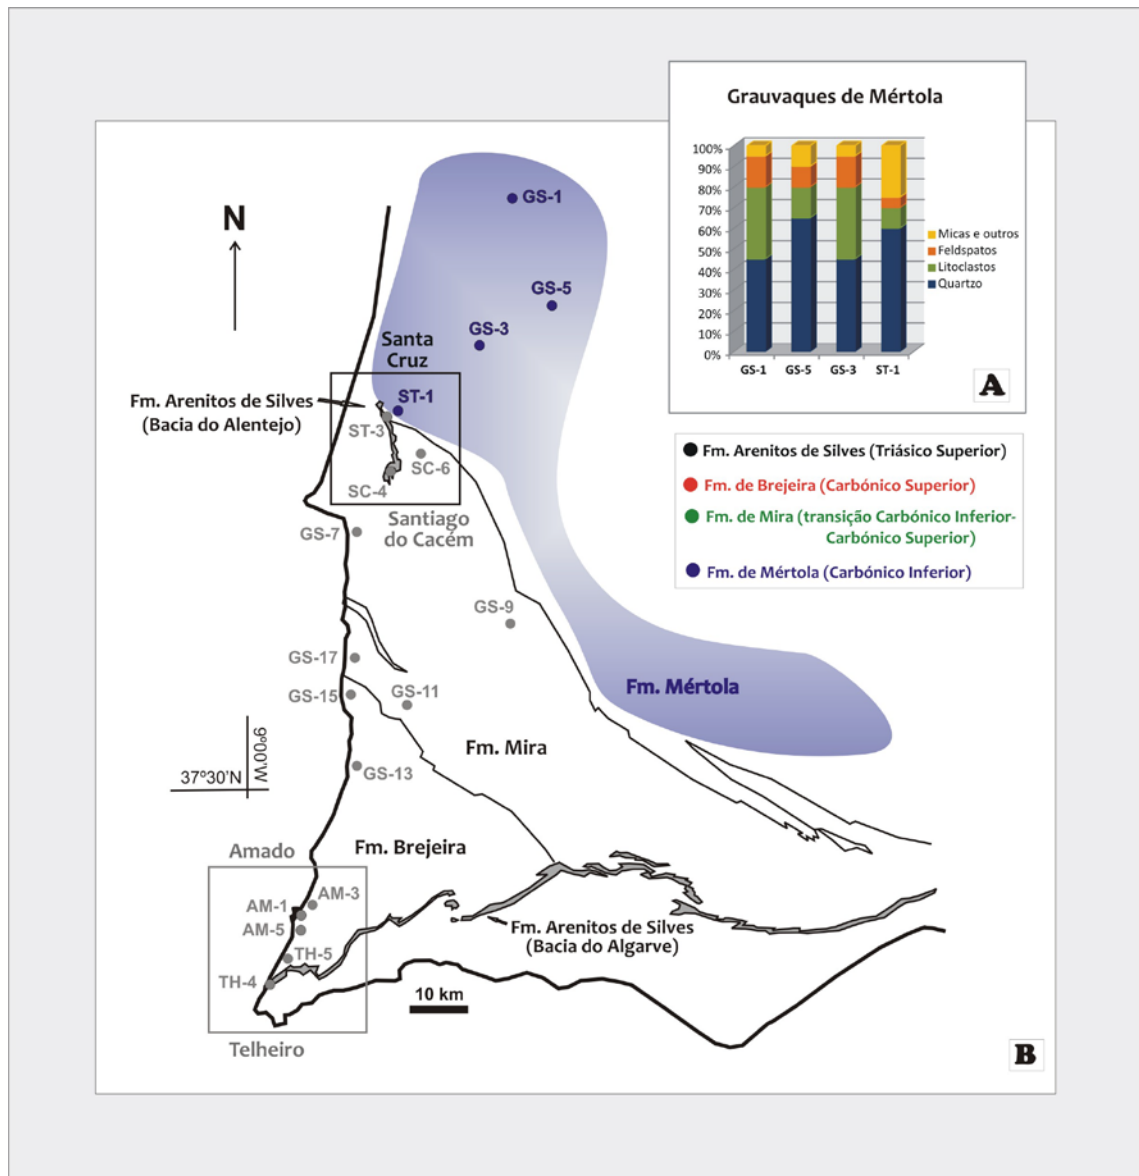 Grauvaques de Mértola
100%
90%
80%
70%
60%
50%
40%
30%
20%
10%
0%
GS-1 GS-5 GS-3 ST-1
Micas e outros
Feldspatos
Litoclastos
Quartzo
A
N
GS-1
GS-5
GS-3
Santa
Cruz
ST-1
Fm. Arenitos de Silves
(Bacia do Alentejo)
ST-3
SC-6
SC-4
Santiago
do Cacém
Fm. Arenitos de Silves (Triásico Superior)
Fm. de Brejeira (Carbónico Superior)
Fm. de Mira (transição Carbónico Inferior-
Carbónico Superior)
Fm. de Mértola (Carbónico Inferior)
GS-7
GS-9
GS-17
GS-15
GS-11
Fm. Mértola
Fm. Mira
9º00'W
37º30'N
GS-13
Fm. Brejeira
Amado
AM-3
AM-1
AM-5
TH-5
TH-4
Fm. Arenitos de Silves
(Bacia do Algarve)
10 km
Telheiro
B